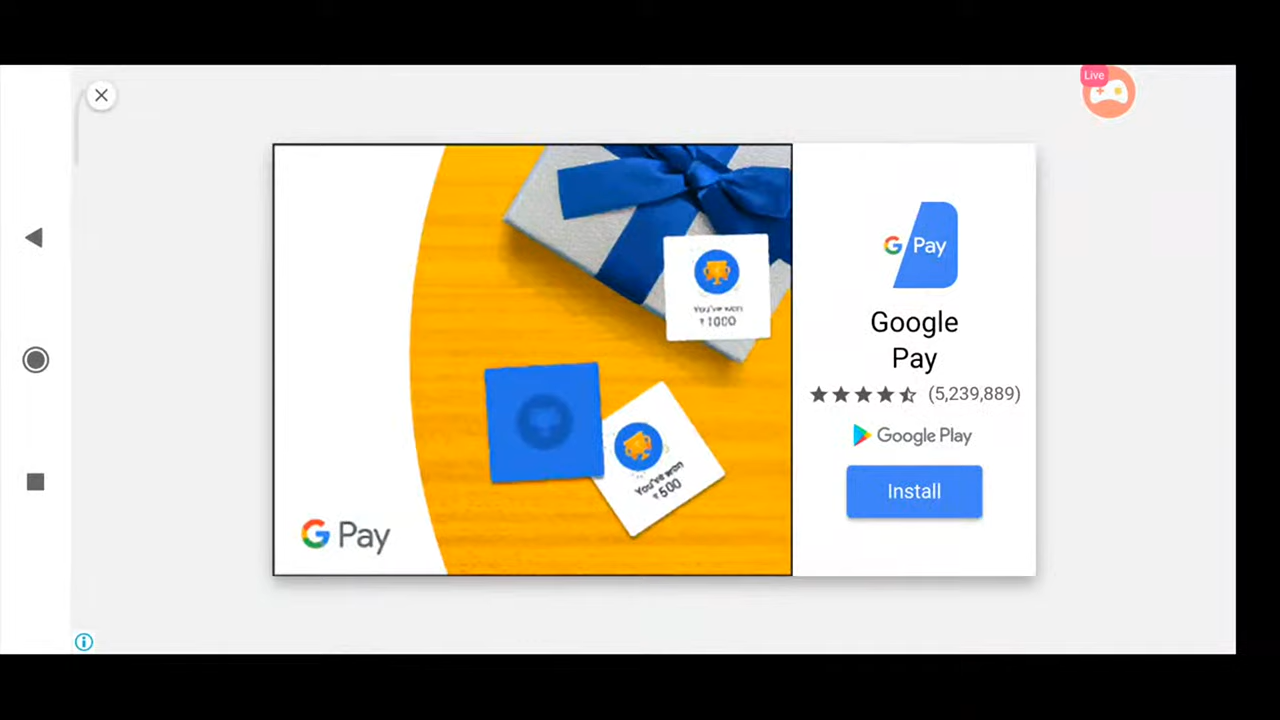 Live
You've won
₹1000
You've won
₹500
G Pay
G Pay
Google
Pay
(5,239,889)
Google Play
Install